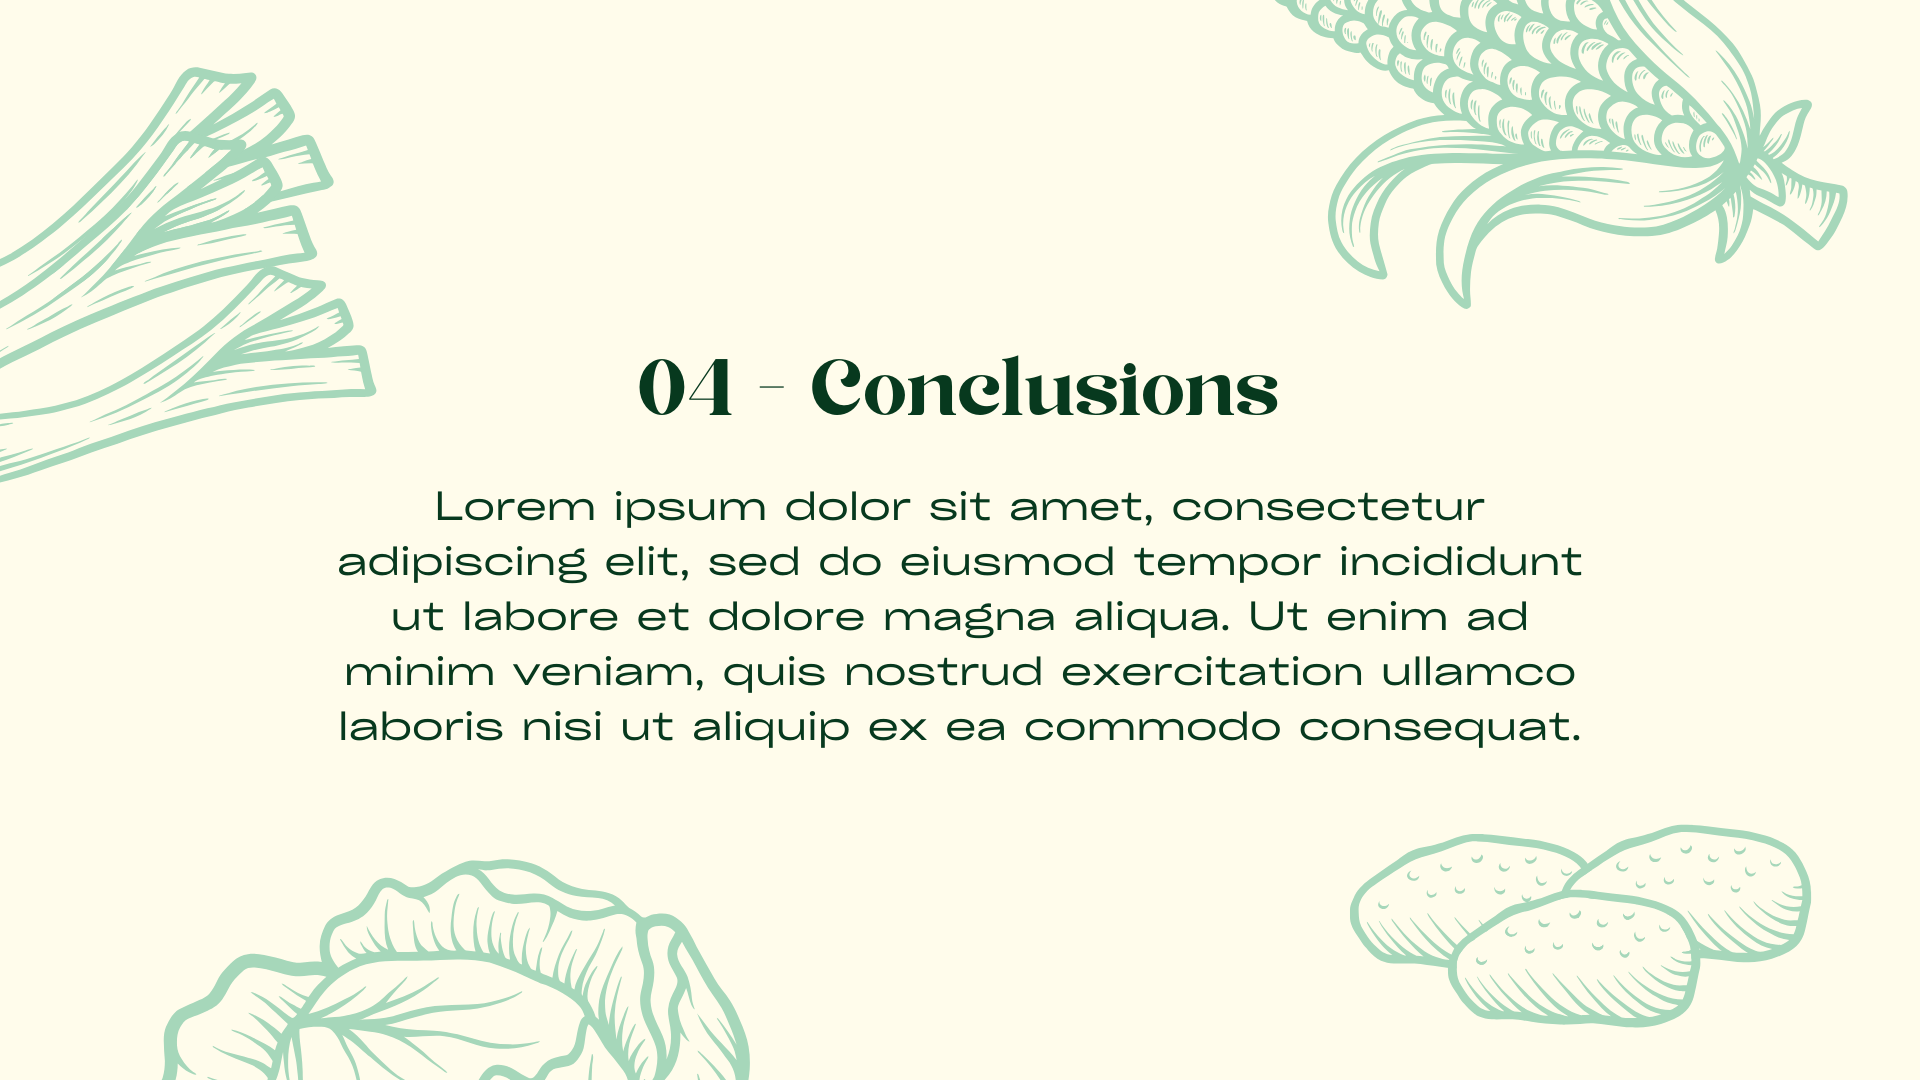 04 - Conclusions
Lorem ipsum dolor sit amet, consectetur
adipiscing elit, sed do eiusmod tempor incididunt
ut labore et dolore magna aliqua. Ut enim ad
minim veniam, quis nostrud exercitation ullamco
laboris nisi ut aliquip ex ea commodo consequat.